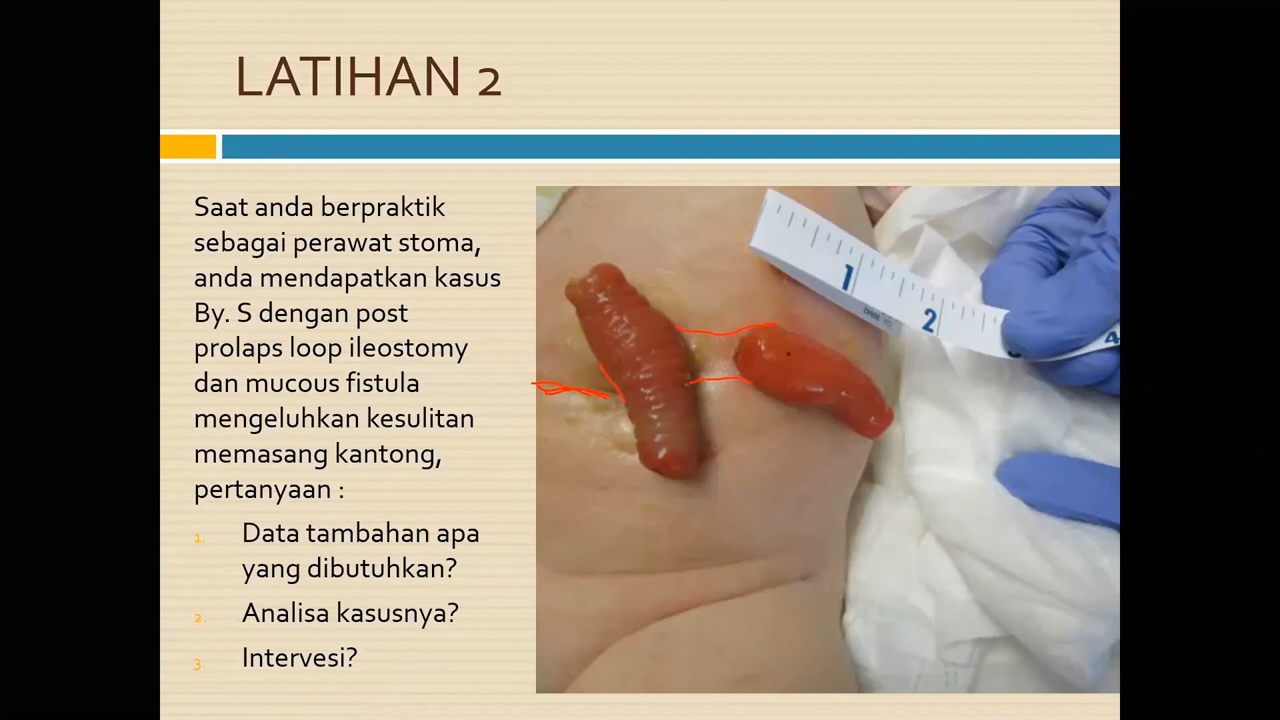 LATIHAN 2
Saat anda berpraktik
sebagai perawat stoma,
anda mendapatkan kasus
By. S dengan post
prolaps loop ileostomy
dan mucous fistula
mengeluhkan kesulitan
memasang kantong,
pertanyaan :
1. Data tambahan apa
yang dibutuhkan?
2. Analisa kasusnya?
3. Intervesi?
1
2
4